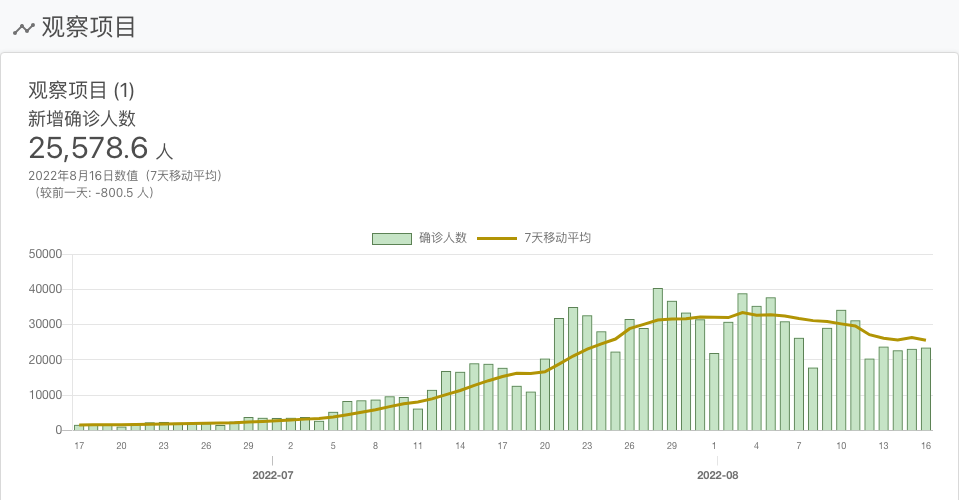 观察项目
观察项目 (1)
新增确诊人数
25,578.6 人
2022年8月16日数值（7天移动平均）
（较前一天: -800.5 人）
确诊人数 7天移动平均
50000
40000
30000
20000
10000
0
17 20 23 26 29 2 5 8 11 14 17 20 23 26 29 1 4 7 10 13 16
2022-07 2022-08